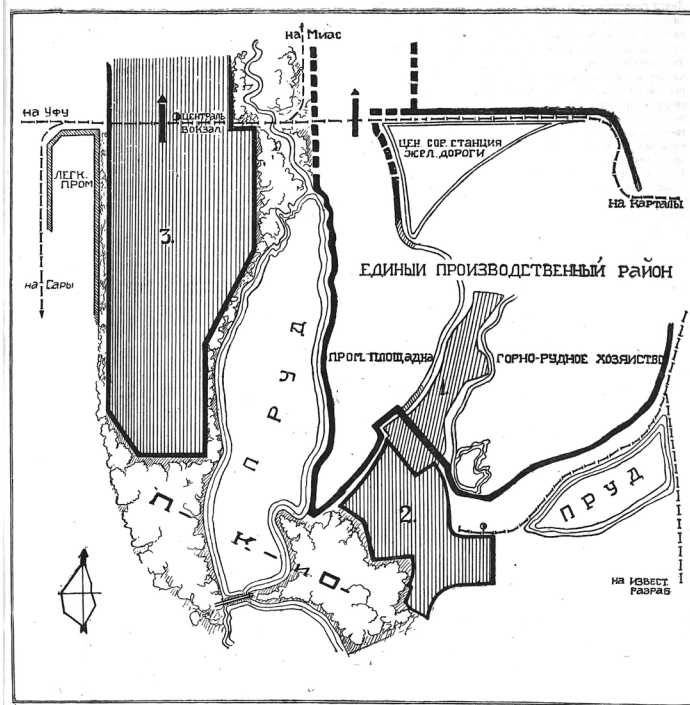 на Миас
на Уфу
ЦЕНТРАЛЬ
ВОКЗАЛ
ЦЕН. СОР. СТАНЦИЯ
ЖЕЛ. ДОРОГИ
ЛЕГК.
ПРОМ
на Карталы
3.
ЕДИНЫЙ ПРОИЗВОДСТВЕННЫЙ РАЙОН
на Сары
ПРУД
ПРОМ. ПЛОЩАДКА
ГОРНО-РУДНОЕ ХОЗЯЙСТВО
1.
ПРУД
2.
П-К и О-
на ИЗВЕСТ.
РАЗРАБ